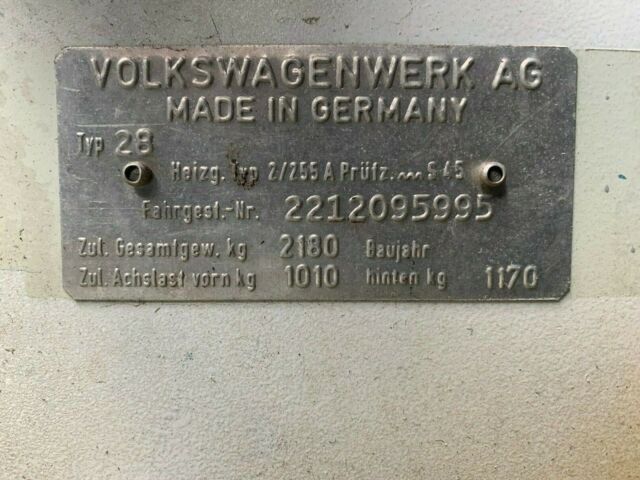 VOLKSWAGENWERK AG
MADE IN GERMANY
Typ 28
Heizg. Typ 2/255 A Prüfz. ~~~ S 45
Fahrgest.-Nr. 2212095995
Zul. Gesamtgew. kg 2180 Baujahr
Zul. Achslast vorn kg 1010 hinten kg 1170